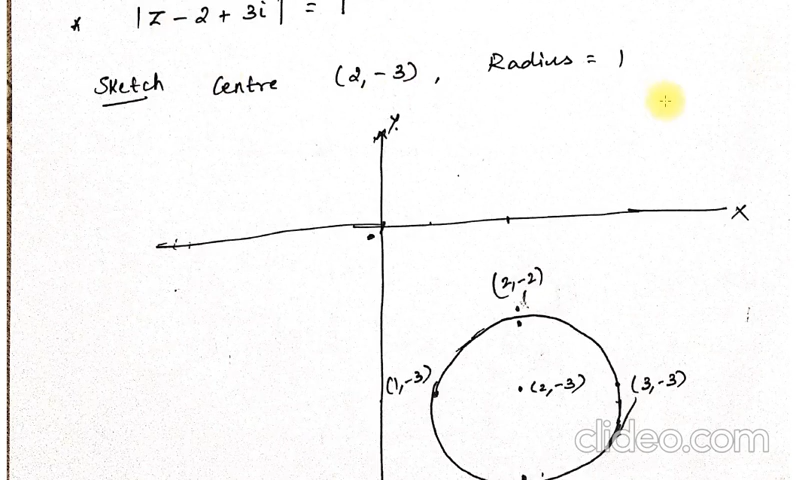 * |z - 2 + 3i| = 1
Sketch Centre (2, -3), Radius = 1
y
X
(2,-2)
(1,-3) (2,-3) (3,-3)
clideo.com